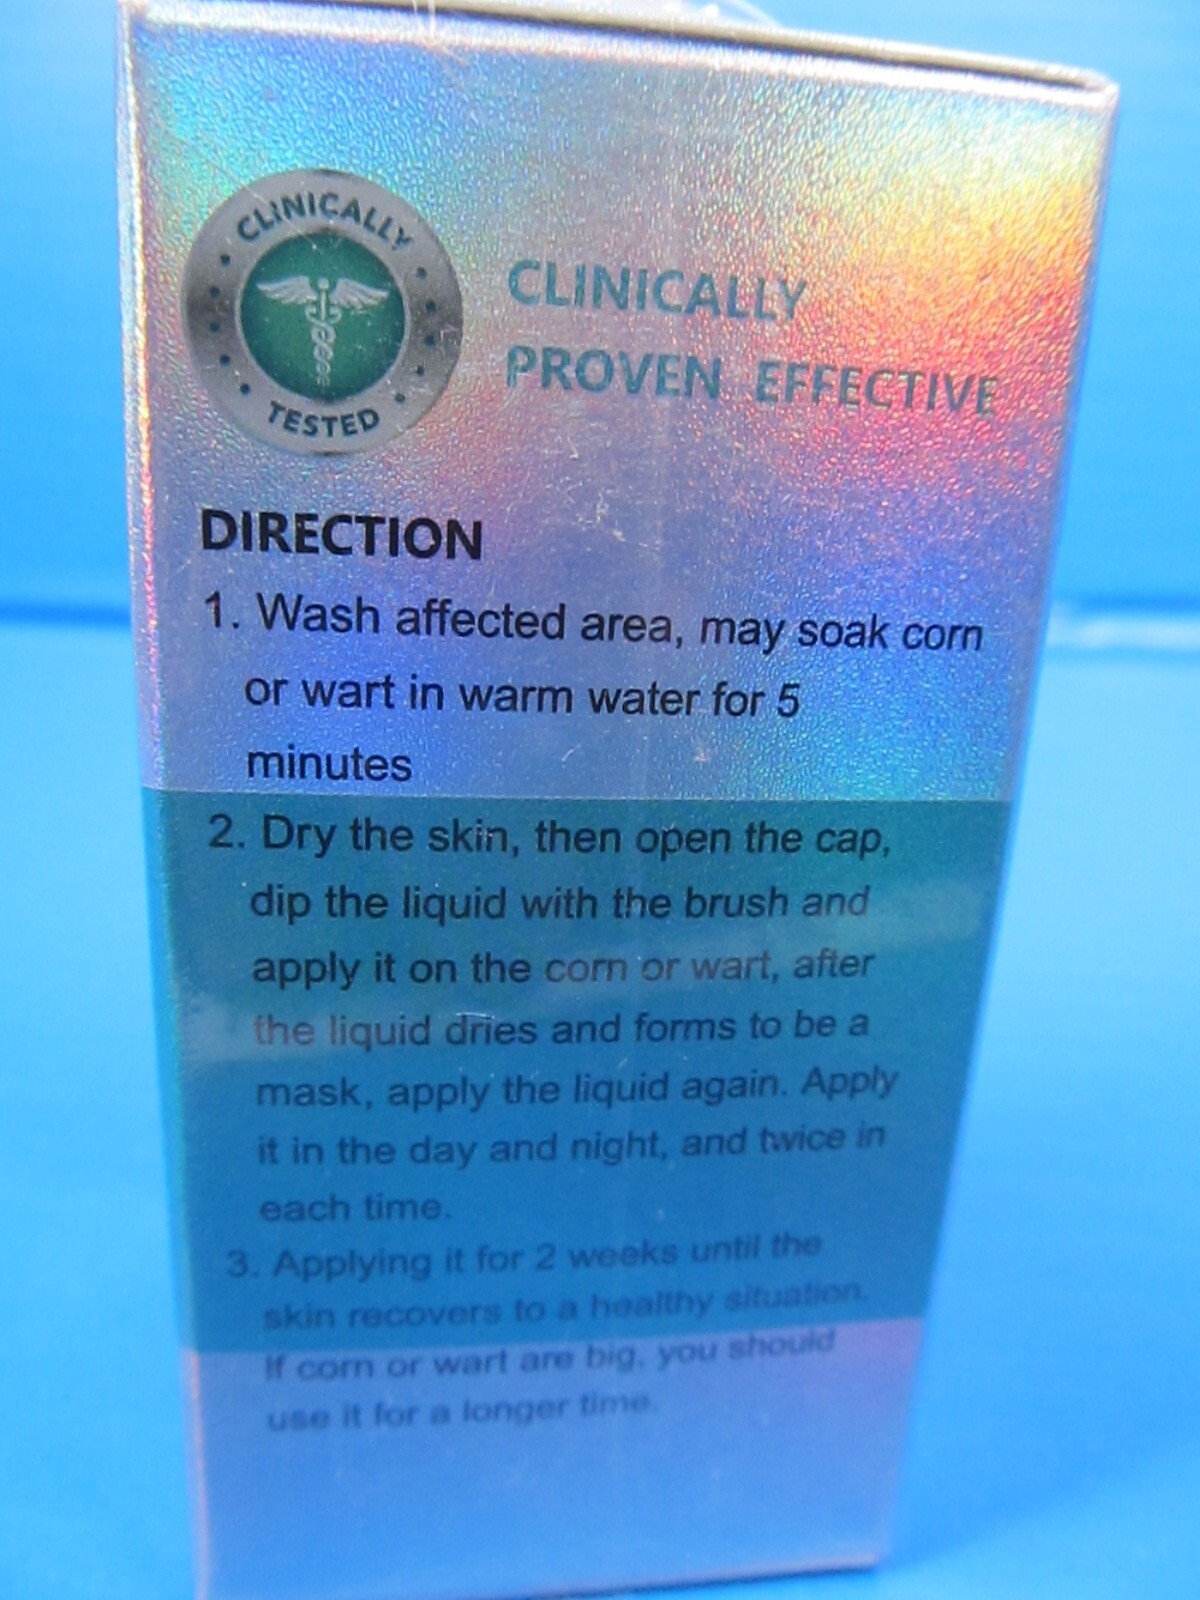 CLINICALLY
TESTED
CLINICALLY
PROVEN EFFECTIVE
DIRECTION
1. Wash affected area, may soak corn
or wart in warm water for 5
minutes
2. Dry the skin, then open the cap,
dip the liquid with the brush and
apply it on the corn or wart, after
the liquid dries and forms to be a
mask, apply the liquid again. Apply
it in the day and night, and twice in
each time.
3. Applying it for 2 weeks until the
skin recovers to a healthy situation.
If corn or wart are big, you should
use it for a longer time.